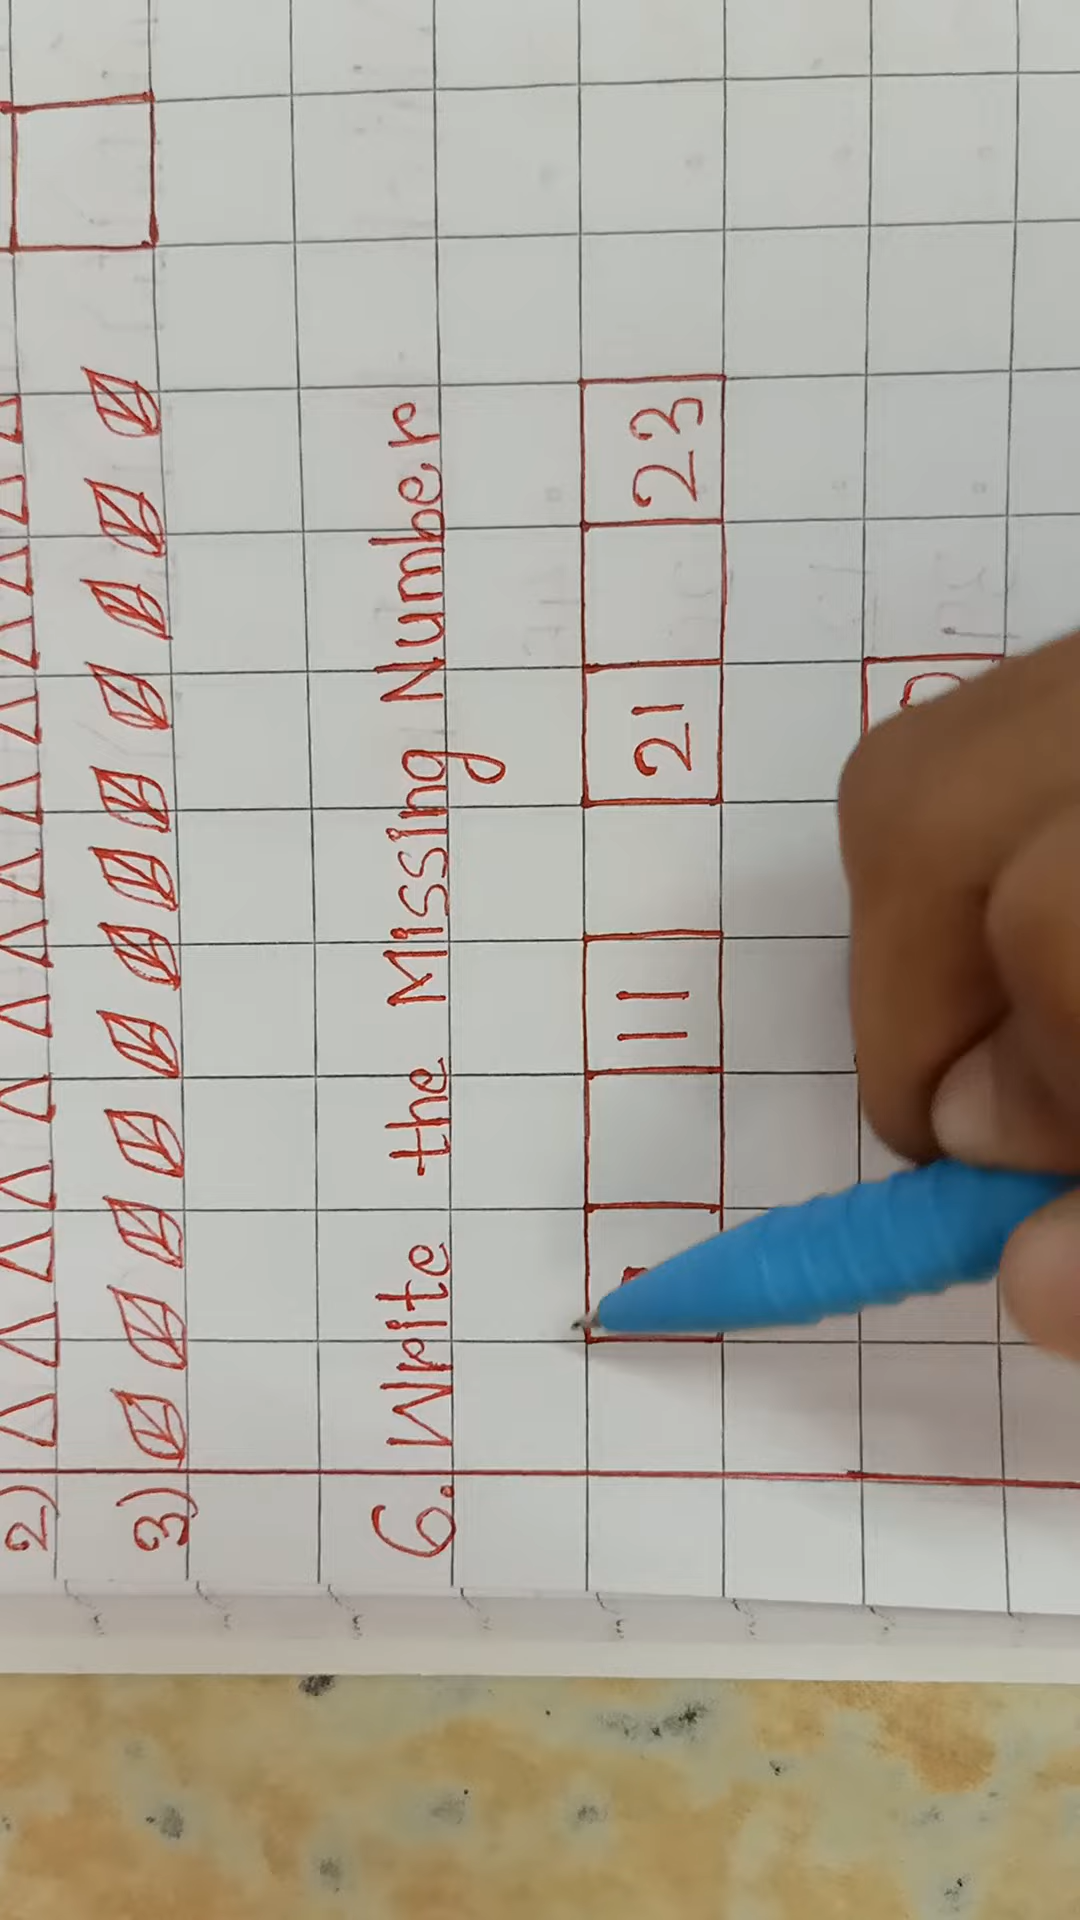 2)
3)
6. Write the Missing Number
11 21 23